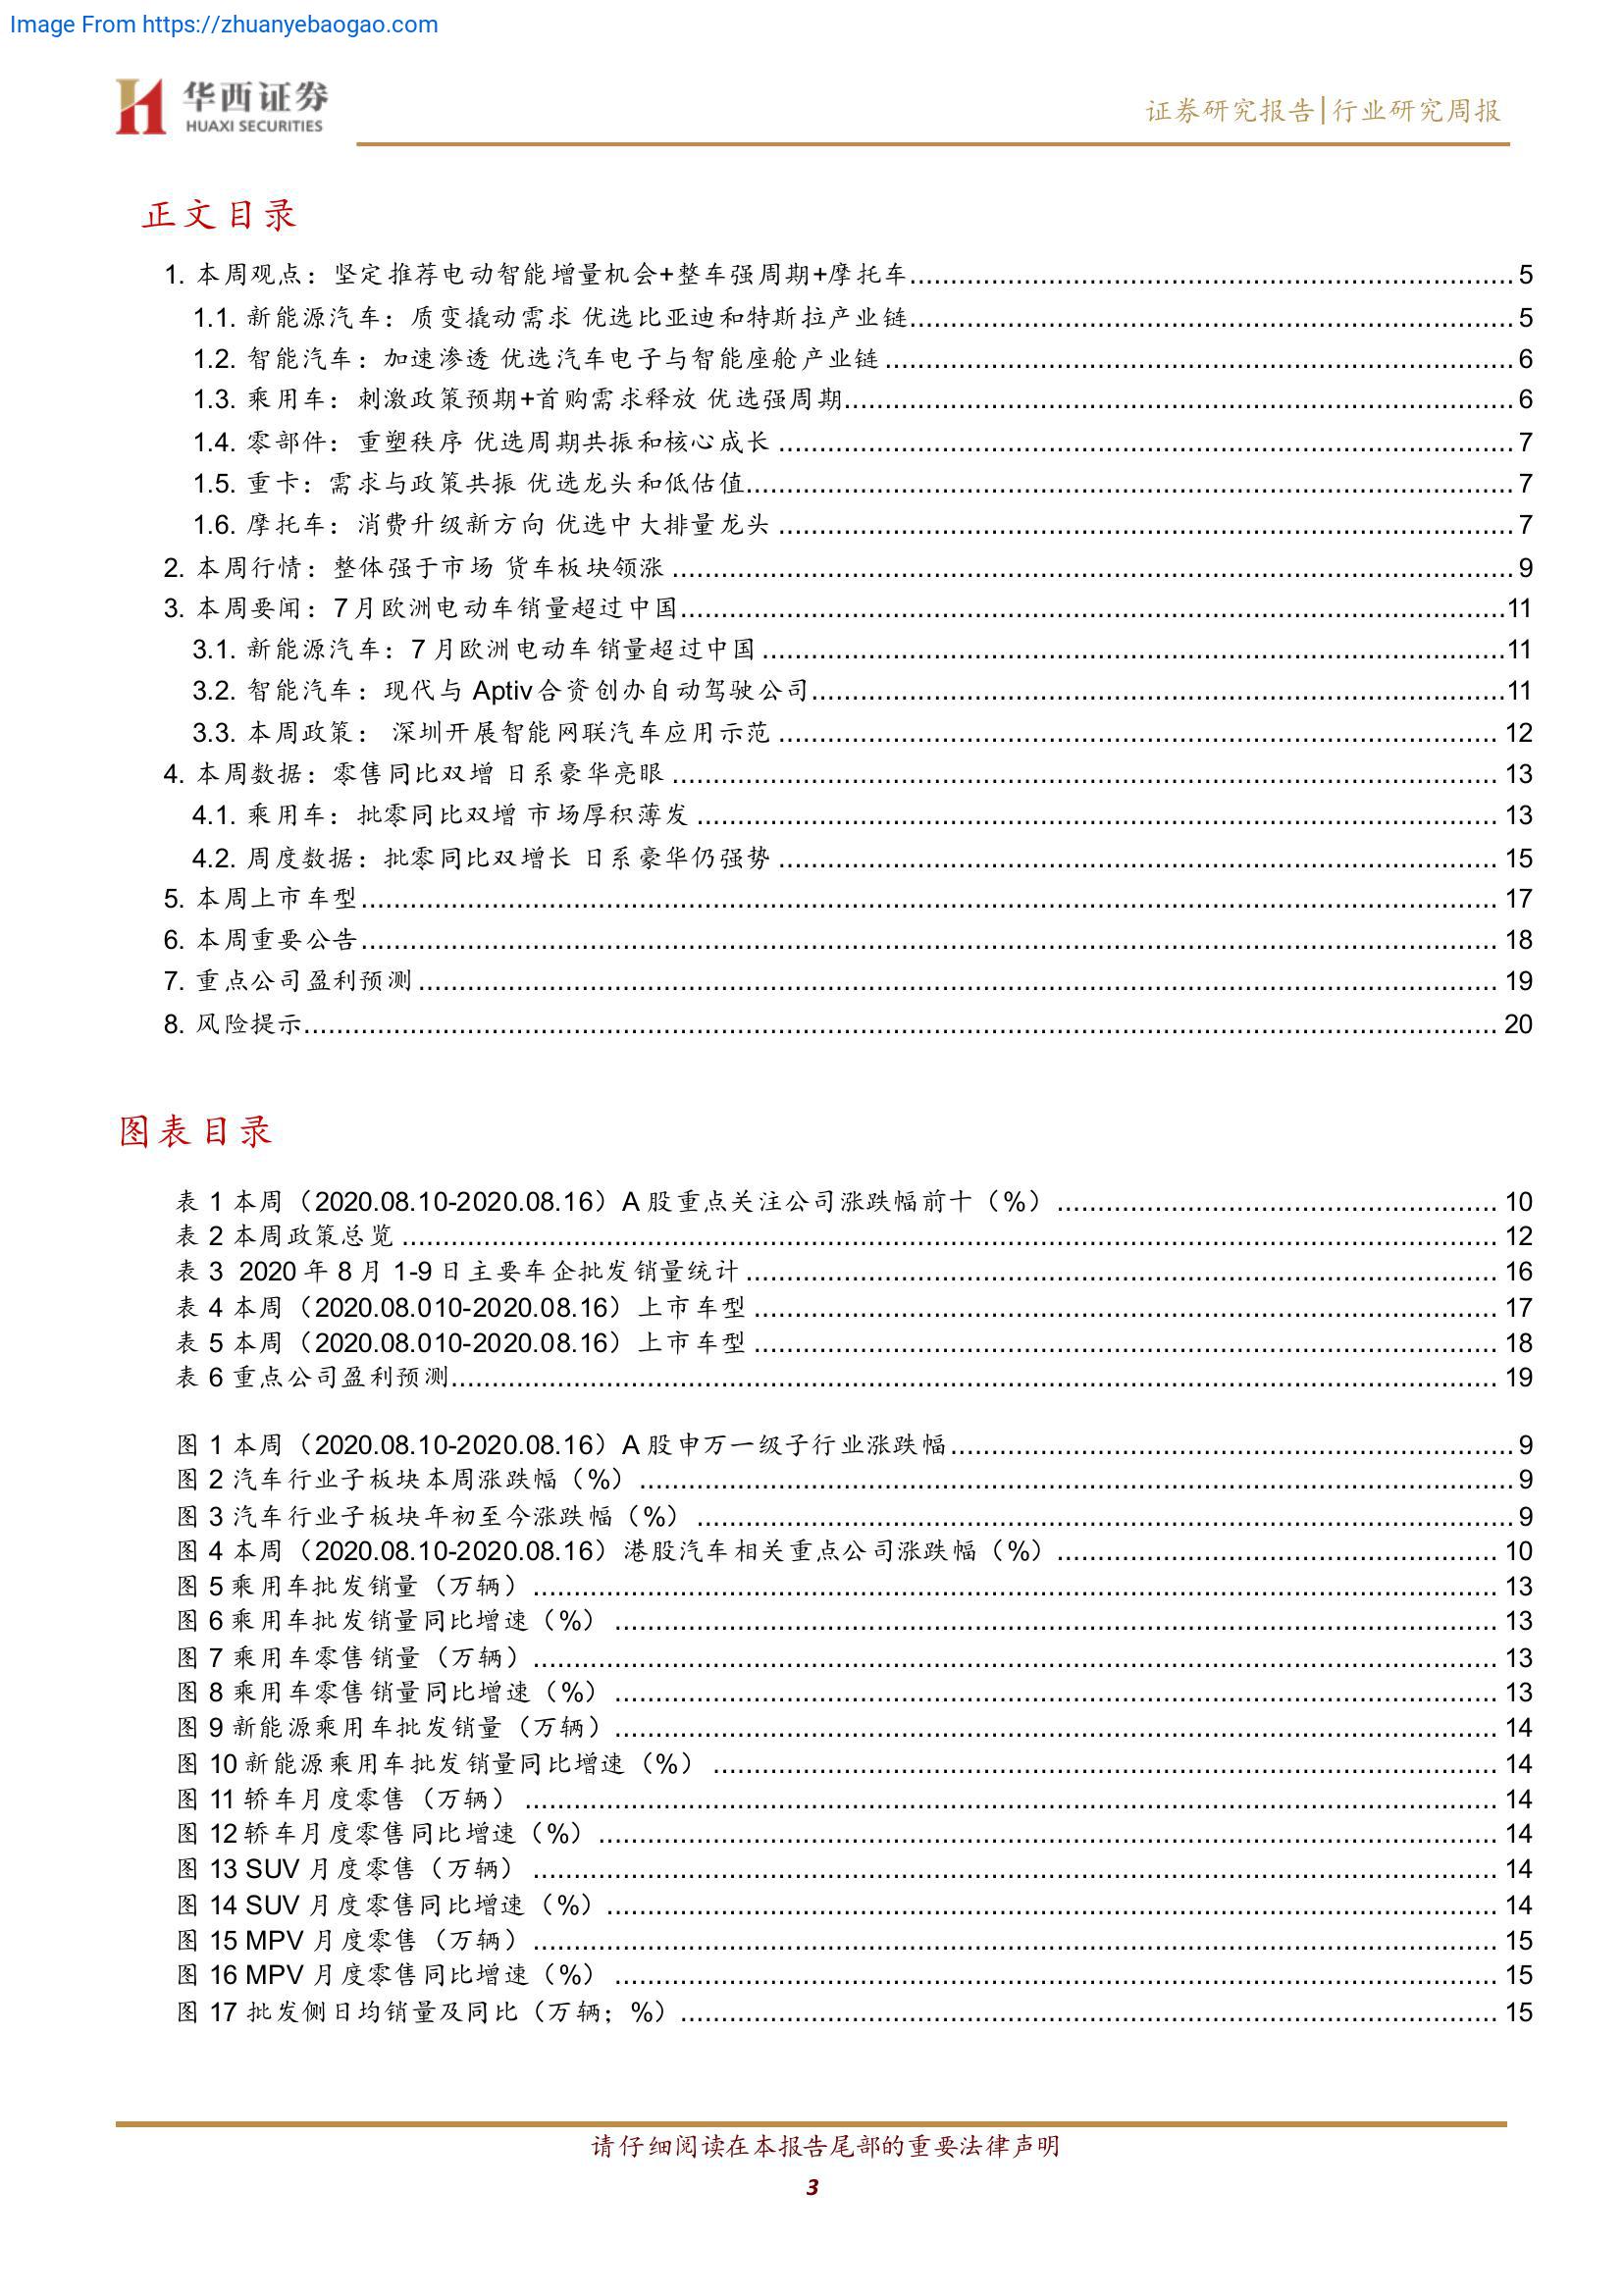 Image From https://zhuanyebaogao.com
华西证券
HUAXI SECURITIES
证券研究报告|行业研究周报
正文目录
1. 本周观点：坚定推荐电动智能增量机会+整车强周期+摩托车 5
1.1. 新能源汽车：质变撬动需求 优选比亚迪和特斯拉产业链 5
1.2. 智能汽车：加速渗透 优选汽车电子与智能座舱产业链 6
1.3. 乘用车：刺激政策预期+首购需求释放 优选强周期 6
1.4. 零部件：重塑秩序 优选周期共振和核心成长 7
1.5. 重卡：需求与政策共振 优选龙头和低估值 7
1.6. 摩托车：消费升级新方向 优选中大排量龙头 7
2. 本周行情：整体强于市场 货车板块领涨 9
3. 本周要闻：7月欧洲电动车销量超过中国 11
3.1. 新能源汽车：7月欧洲电动车销量超过中国 11
3.2. 智能汽车：现代与 Aptiv 合资创办自动驾驶公司 11
3.3. 本周政策： 深圳开展智能网联汽车应用示范 12
4. 本周数据：零售同比双增 日系豪华亮眼 13
4.1. 乘用车：批零同比双增 市场厚积薄发 13
4.2. 周度数据：批零同比双增长 日系豪华仍强势 15
5. 本周上市车型 17
6. 本周重要公告 18
7. 重点公司盈利预测 19
8. 风险提示 20
图表目录
表 1 本周（2020.08.10-2020.08.16）A 股重点关注公司涨跌幅前十（%） 10
表 2 本周政策总览 12
表 3 2020 年 8 月 1-9 日主要车企批发销量统计 16
表 4 本周（2020.08.010-2020.08.16）上市车型 17
表 5 本周（2020.08.010-2020.08.16）上市车型 18
表 6 重点公司盈利预测 19
图 1 本周（2020.08.10-2020.08.16）A 股申万一级子行业涨跌幅 9
图 2 汽车行业子板块本周涨跌幅（%） 9
图 3 汽车行业子板块年初至今涨跌幅（%） 9
图 4 本周（2020.08.10-2020.08.16）港股汽车相关重点公司涨跌幅（%） 10
图 5 乘用车批发销量（万辆） 13
图 6 乘用车批发销量同比增速（%） 13
图 7 乘用车零售销量（万辆） 13
图 8 乘用车零售销量同比增速（%） 13
图 9 新能源乘用车批发销量（万辆） 14
图 10 新能源乘用车批发销量同比增速（%） 14
图 11 轿车月度零售（万辆） 14
图 12 轿车月度零售同比增速（%） 14
图 13 SUV 月度零售（万辆） 14
图 14 SUV 月度零售同比增速（%） 14
图 15 MPV 月度零售（万辆） 15
图 16 MPV 月度零售同比增速（%） 15
图 17 批发侧日均销量及同比（万辆；%） 15
请仔细阅读在本报告尾部的重要法律声明
3